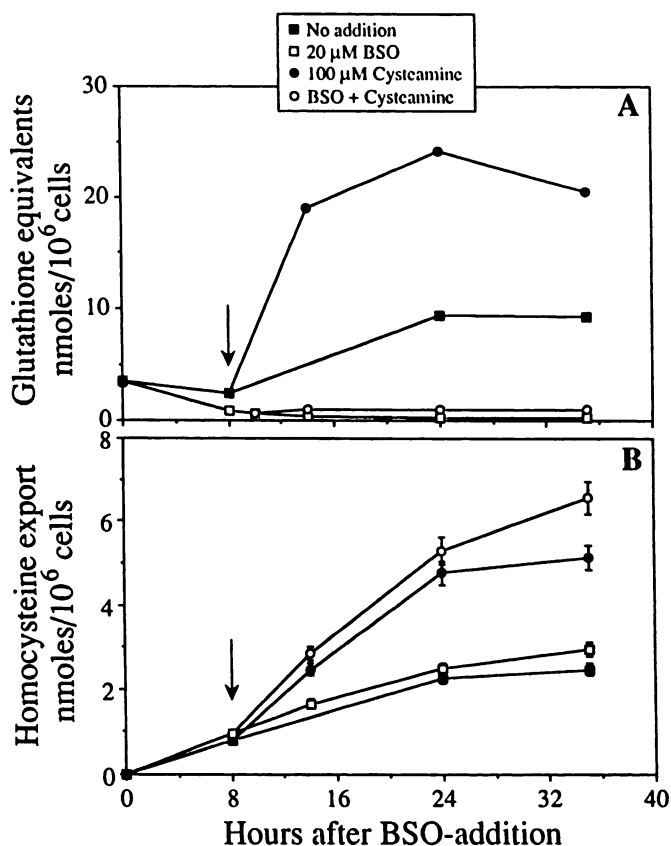 No addition
20 µM BSO
100 µM Cysteamine
BSO + Cysteamine
A
Glutathione equivalents
nmoles/10⁶cells
30
20
10
0
B
Homocysteine export
nmoles/10⁶ cells
8
6
4
2
0
0 8 16 24 32 40
Hours after BSO-addition